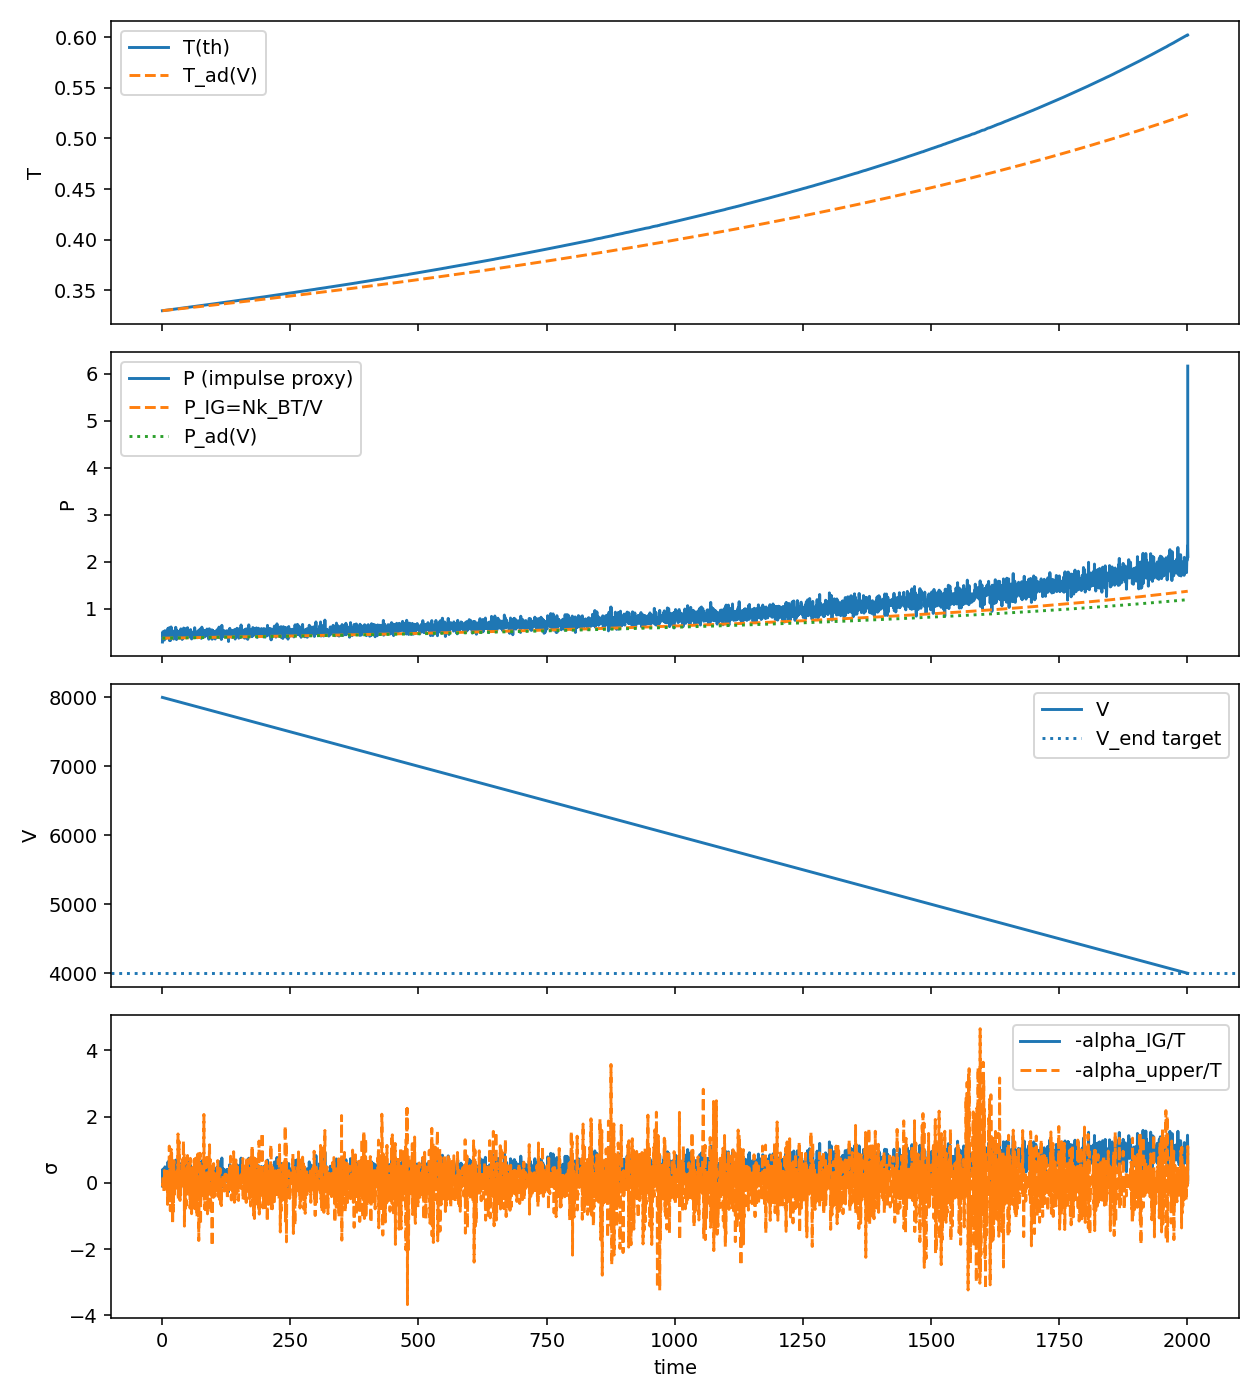 0.60
0.55
0.50
0.45
0.40
0.35
T
T(th)
T_ad(V)
6
5
4
3
2
1
P
P (impulse proxy)
P_IG=Nk_BT/V
P_ad(V)
8000
7000
6000
5000
4000
V
V
V_end target
4
2
0
−2
−4
σ
-alpha_IG/T
-alpha_upper/T
0 250 500 750 1000 1250 1500 1750 2000
time